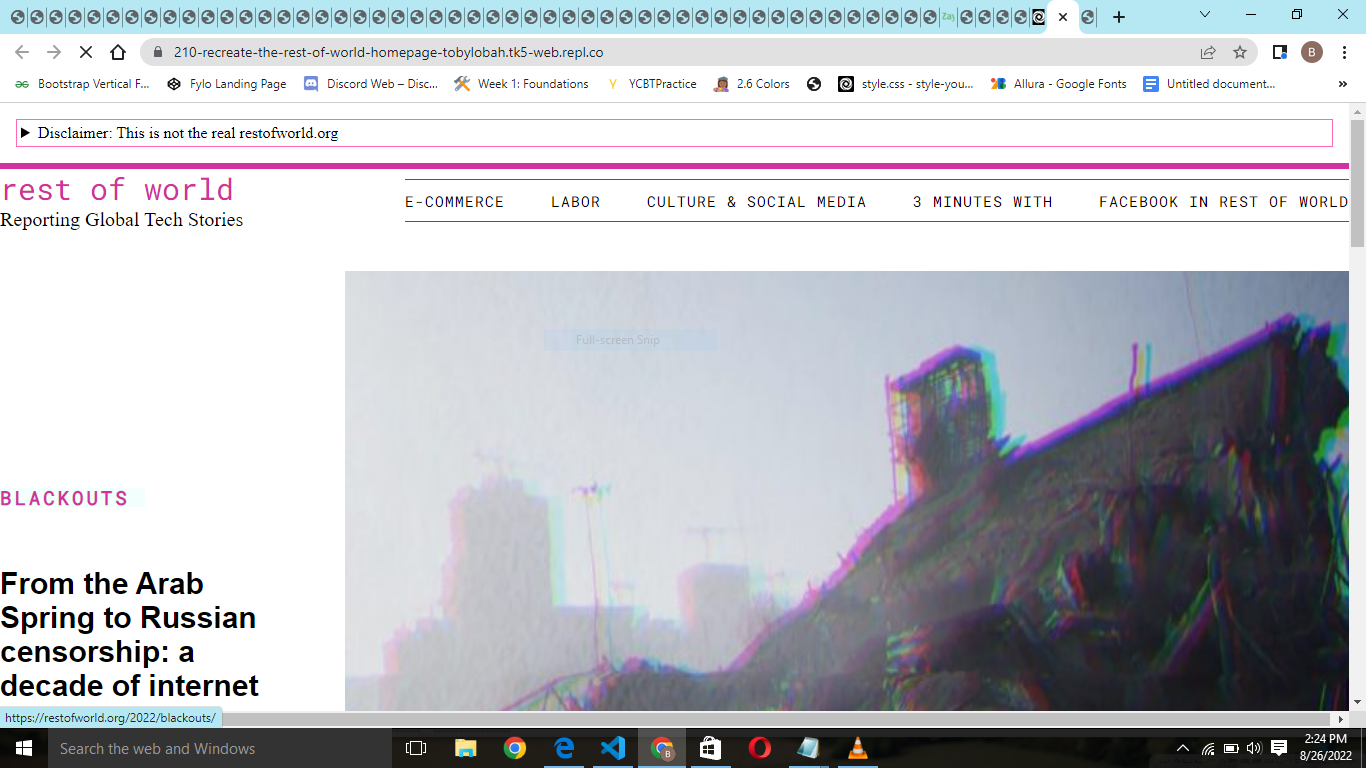 Zay
210-recreate-the-rest-of-world-homepage-tobylobah.tk5-web.repl.co
B
Bootstrap Vertical F...
Fylo Landing Page
Discord Web – Disc...
Week 1: Foundations
Y YCBTPractice
2.6 Colors
style.css - style-you...
Allura - Google Fonts
Untitled document...
»
Disclaimer: This is not the real restofworld.org
rest of world
Reporting Global Tech Stories
E-COMMERCE LABOR CULTURE & SOCIAL MEDIA 3 MINUTES WITH FACEBOOK IN REST OF WORLD
Full-screen Snip
BLACKOUTS
From the Arab
Spring to Russian
censorship: a
decade of internet
https://restofworld.org/2022/blackouts/
Search the web and Windows
B
2:24 PM
8/26/2022